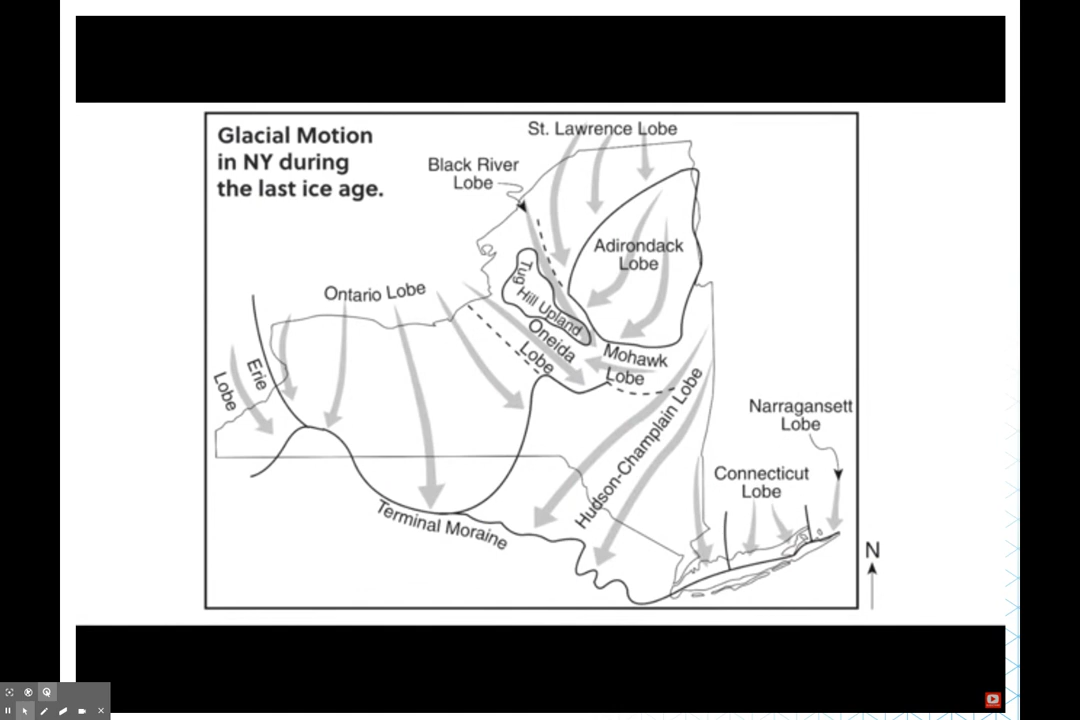 Glacial Motion
in NY during
the last ice age.
St. Lawrence Lobe
Black River
Lobe
Adirondack
Lobe
Tug
Hill Upland
Ontario Lobe
Oneida
Lobe
Mohawk
Lobe
Erie
Lobe
Hudson-Champlain Lobe
Narragansett
Lobe
Connecticut
Lobe
Terminal Moraine
N